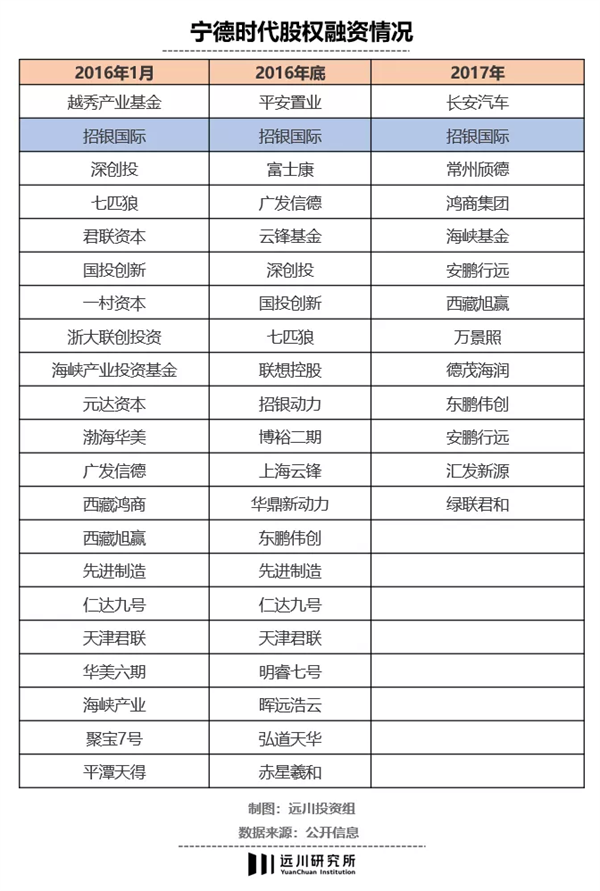 宁德时代股权融资情况
2016年1月 2016年底 2017年
越秀产业基金 平安置业 长安汽车
招银国际 招银国际 招银国际
深创投 富士康 常州颀德
七匹狼 广发信德 鸿商集团
君联资本 云锋基金 海峡基金
国投创新 深创投 安鹏行远
一村资本 国投创新 西藏旭赢
浙大联创投资 七匹狼 万景照
海峡产业投资基金 联想控股 德茂海润
元达资本 招银动力 东鹏伟创
渤海华美 博裕二期 安鹏行远
广发信德 上海云锋 汇发新源
西藏鸿商 华鼎新动力 绿联君和
西藏旭赢 东鹏伟创
先进制造 先进制造
仁达九号 仁达九号
天津君联 天津君联
华美六期 明睿七号
海峡产业 晖远浩云
聚宝7号 弘道天华
平潭天得 赤星羲和
制图：远川投资组
数据来源：公开信息
远川研究所
YuanChuan Institution